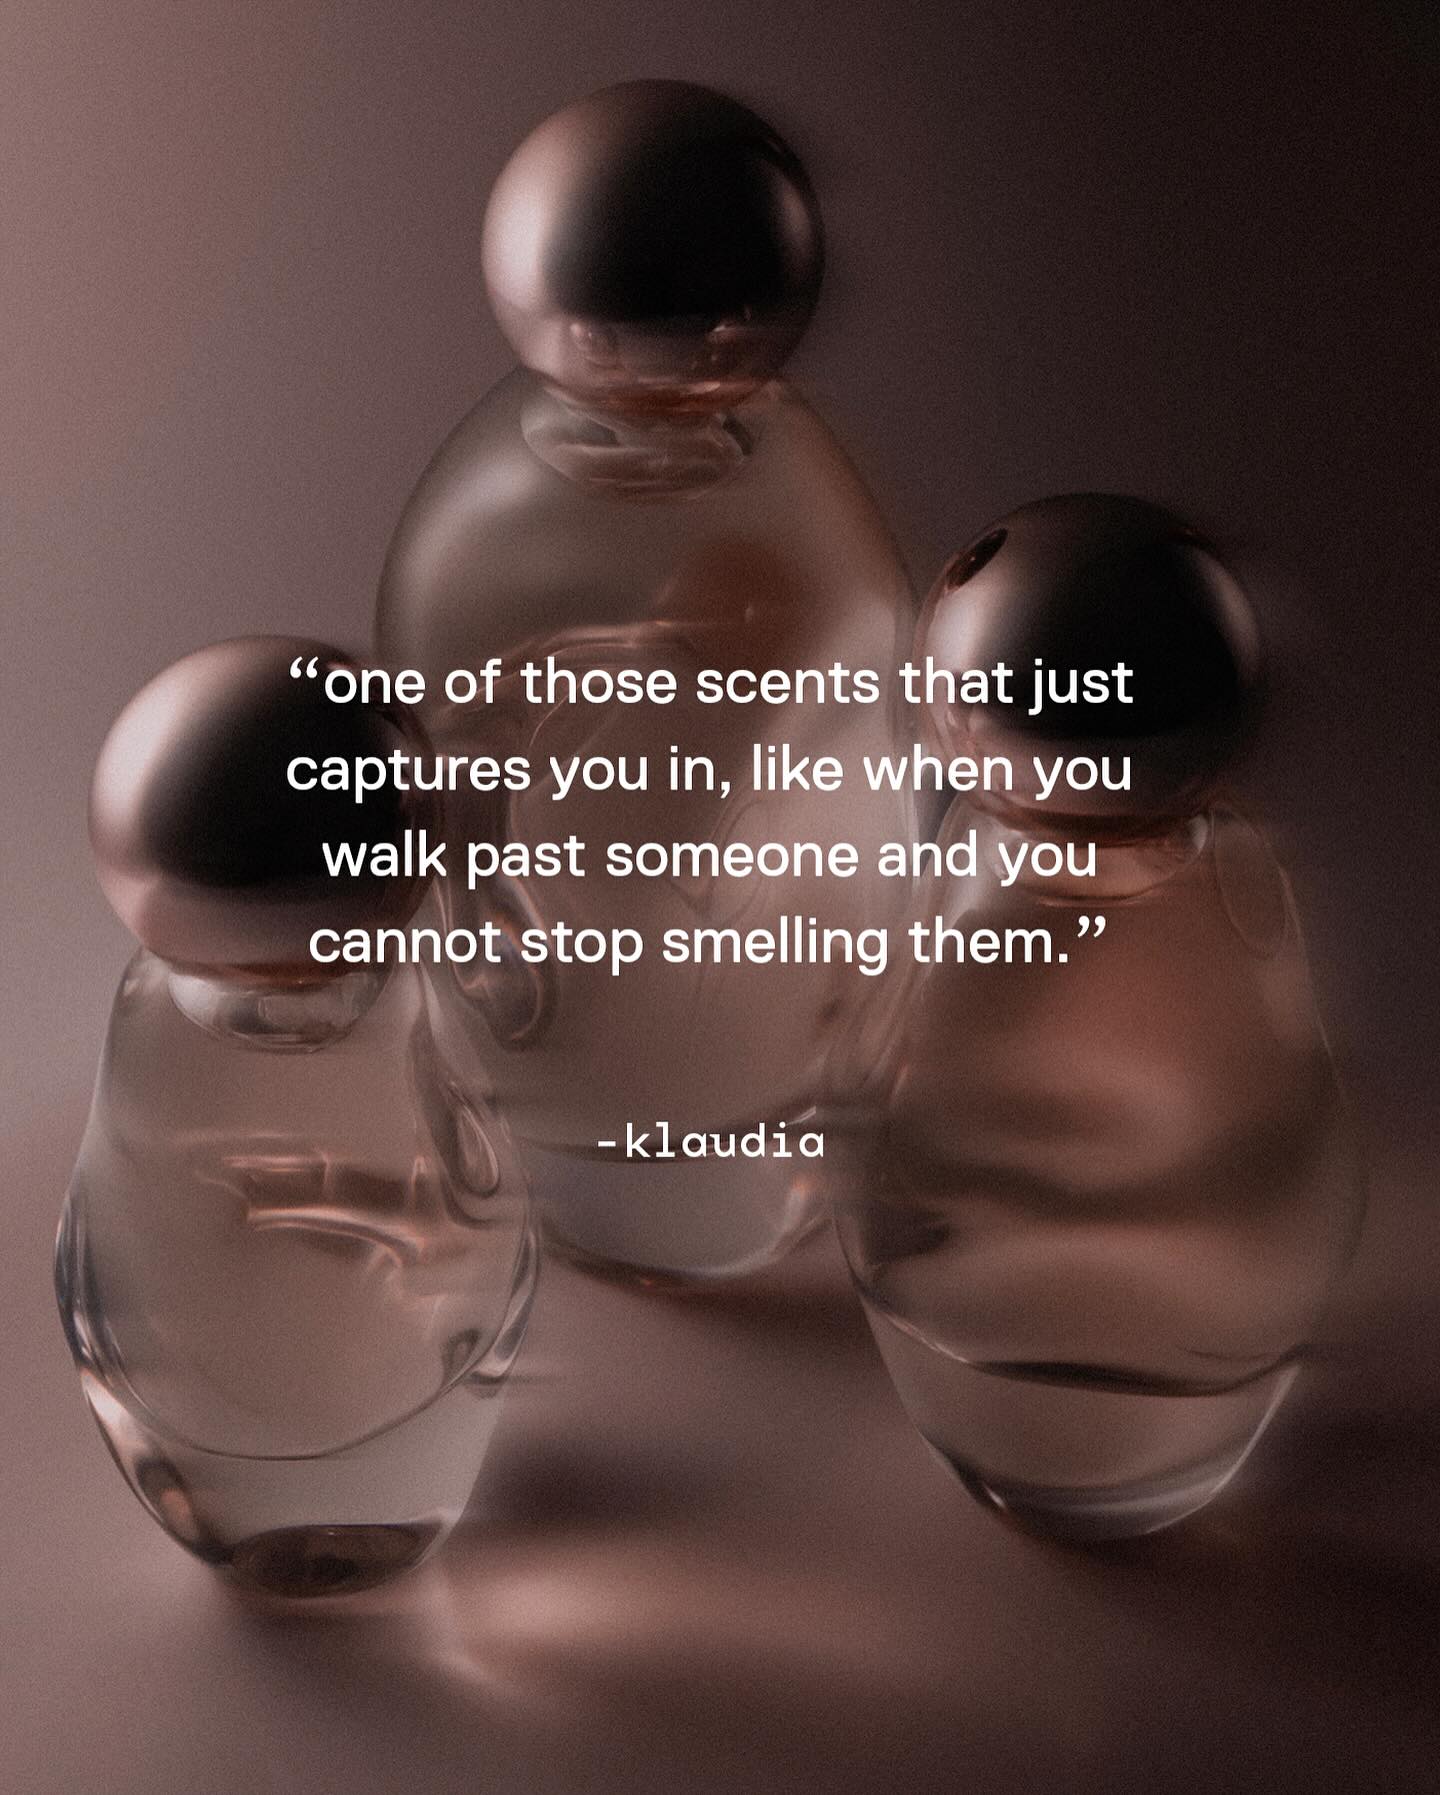 “one of those scents that just
captures you in, like when you
walk past someone and you
cannot stop smelling them.”
-klaudia